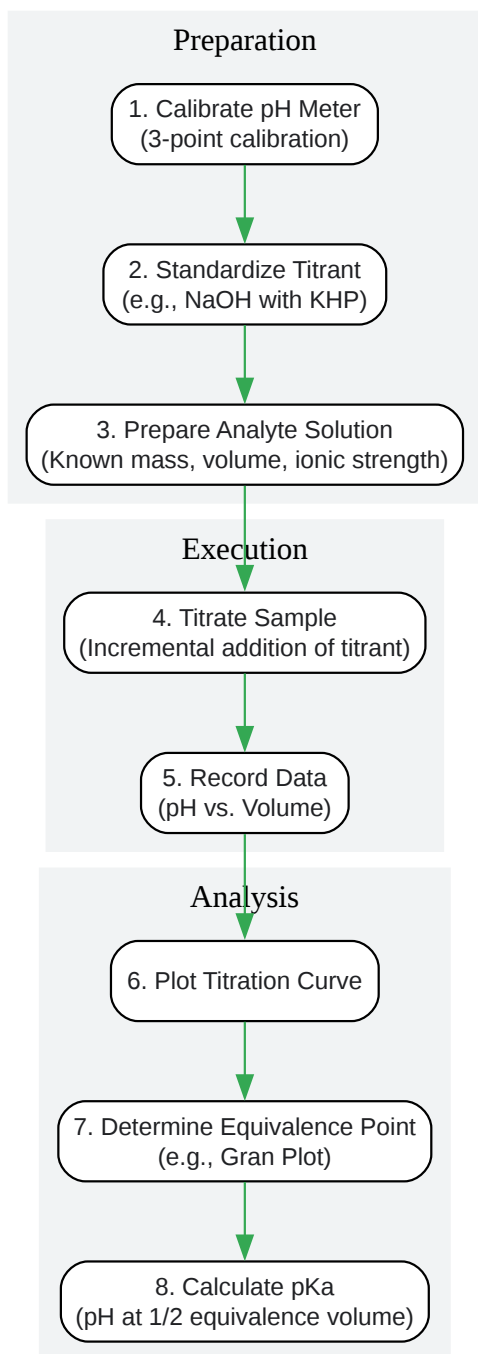 Preparation
1. Calibrate pH Meter
(3-point calibration)
2. Standardize Titrant
(e.g., NaOH with KHP)
3. Prepare Analyte Solution
(Known mass, volume, ionic strength)
Execution
4. Titrate Sample
(Incremental addition of titrant)
5. Record Data
(pH vs. Volume)
Analysis
6. Plot Titration Curve
7. Determine Equivalence Point
(e.g., Gran Plot)
8. Calculate pKa
(pH at 1/2 equivalence volume)